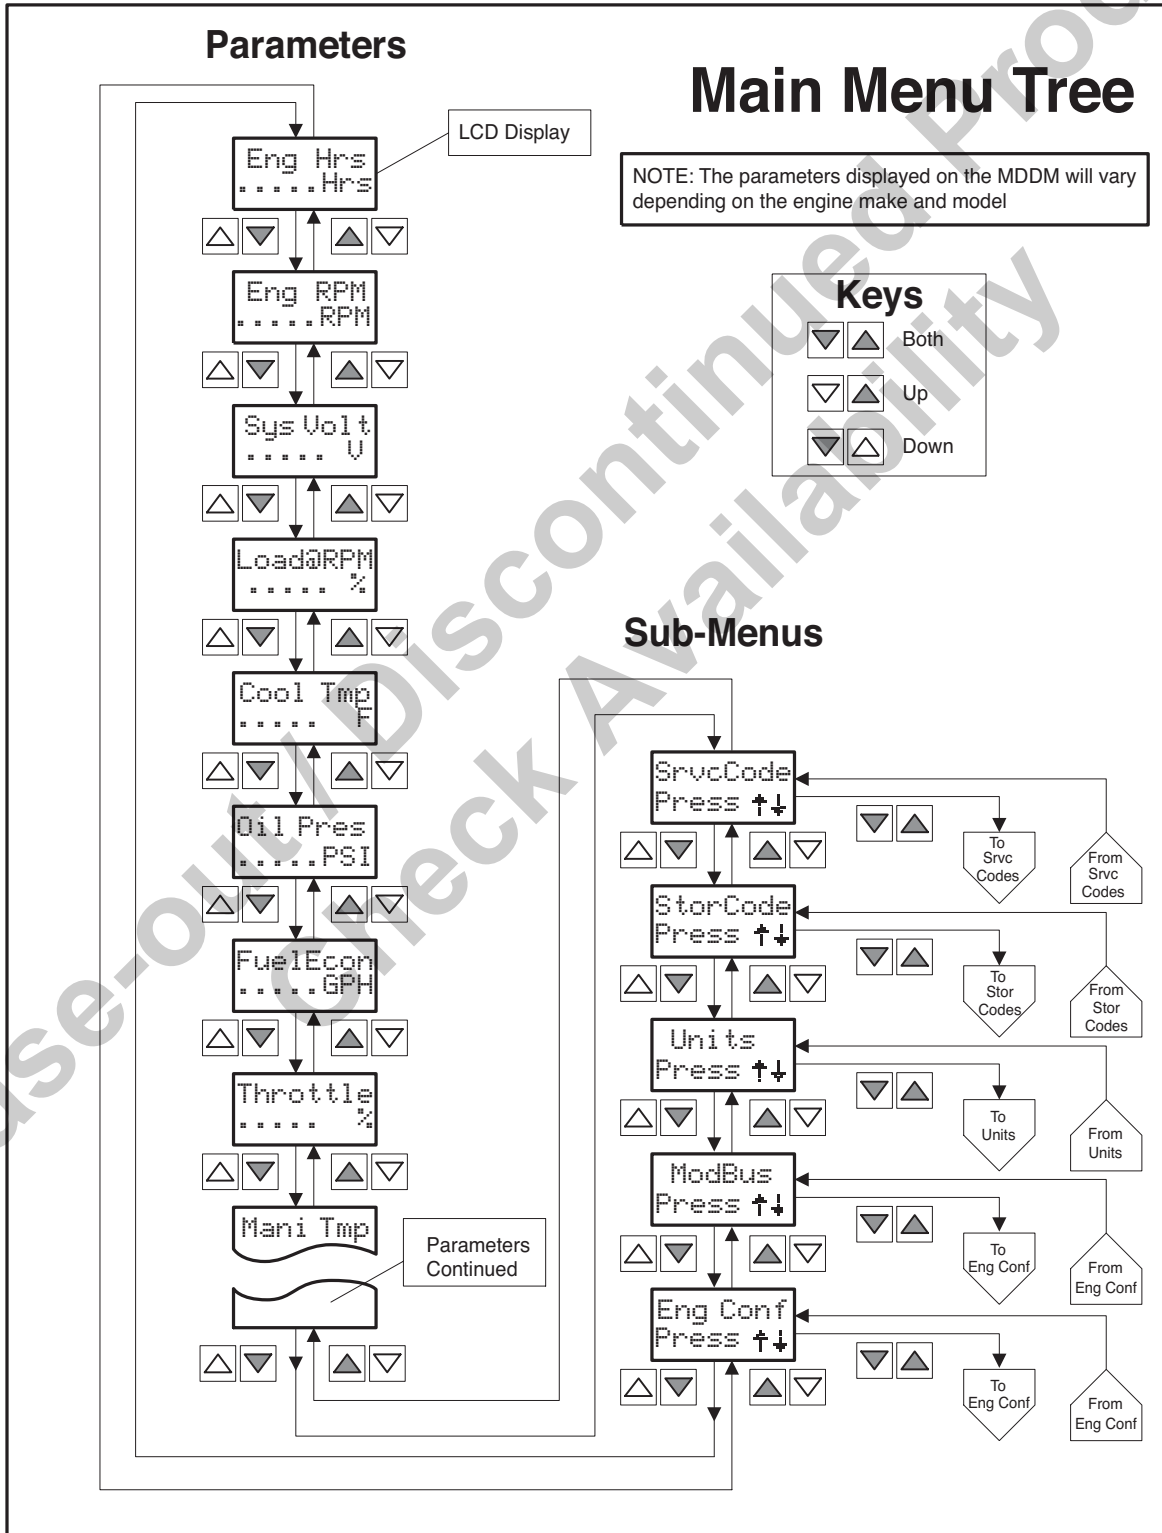 Parameters
Main Menu Tree
LCD Display
NOTE: The parameters displayed on the MDDM will vary
depending on the engine make and model
Eng Hrs
.....Hrs
Eng RPM
.....RPM
Sys Volt
..... V
Load@RPM
..... %
Cool Tmp
..... F
Oil Pres
.....PSI
FuelEcon
.....GPH
Throttle
..... %
Mani Tmp
Parameters
Continued
Keys
Both
Up
Down
Sub-Menus
SrvcCode
Press ↑↓
To
Srvc
Codes
From
Srvc
Codes
StorCode
Press ↑↓
To
Stor
Codes
From
Stor
Codes
Units
Press ↑↓
To
Units
From
Units
ModBus
Press ↑↓
To
Eng Conf
From
Eng Conf
Eng Conf
Press ↑↓
To
Eng Conf
From
Eng Conf
se-out / Discontinued Prod
Check Availability